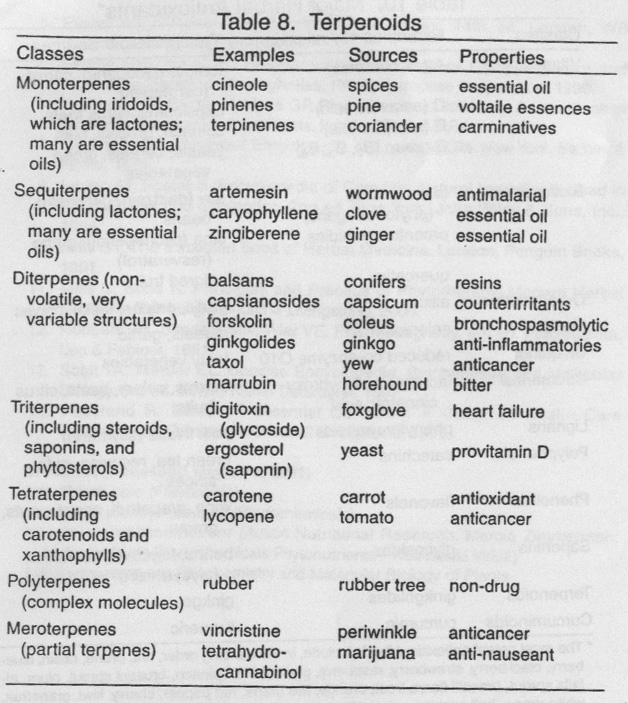 Table 8. Terpenoids
Classes Examples Sources Properties
Monoterpenes cineole spices essential oil
(including iridoids, pinenes pine voltaile essences
which are lactones; terpinenes coriander carminatives
many are essential
oils)
Sequiterpenes artemesin wormwood antimalarial
(including lactones; caryophyllene clove essential oil
many are essential zingiberene ginger essential oil
oils)
Diterpenes (non- balsams conifers resins
volatile, very capsianosides capsicum counterirritants
variable structures) forskolin coleus bronchospasmolytic
ginkgolides ginkgo anti-inflammatories
taxol yew anticancer
marrubin horehound bitter
Triterpenes digitoxin foxglove heart failure
(including steroids, (glycoside)
saponins, and ergosterol yeast provitamin D
phytosterols) (saponin)
Tetraterpenes carotene carrot antioxidant
(including lycopene tomato anticancer
carotenoids and
xanthophylls)
Polyterpenes rubber rubber tree non-drug
(complex molecules)
Meroterpenes vincristine periwinkle anticancer
(partial terpenes) tetrahydro- marijuana anti-nauseant
cannabinol